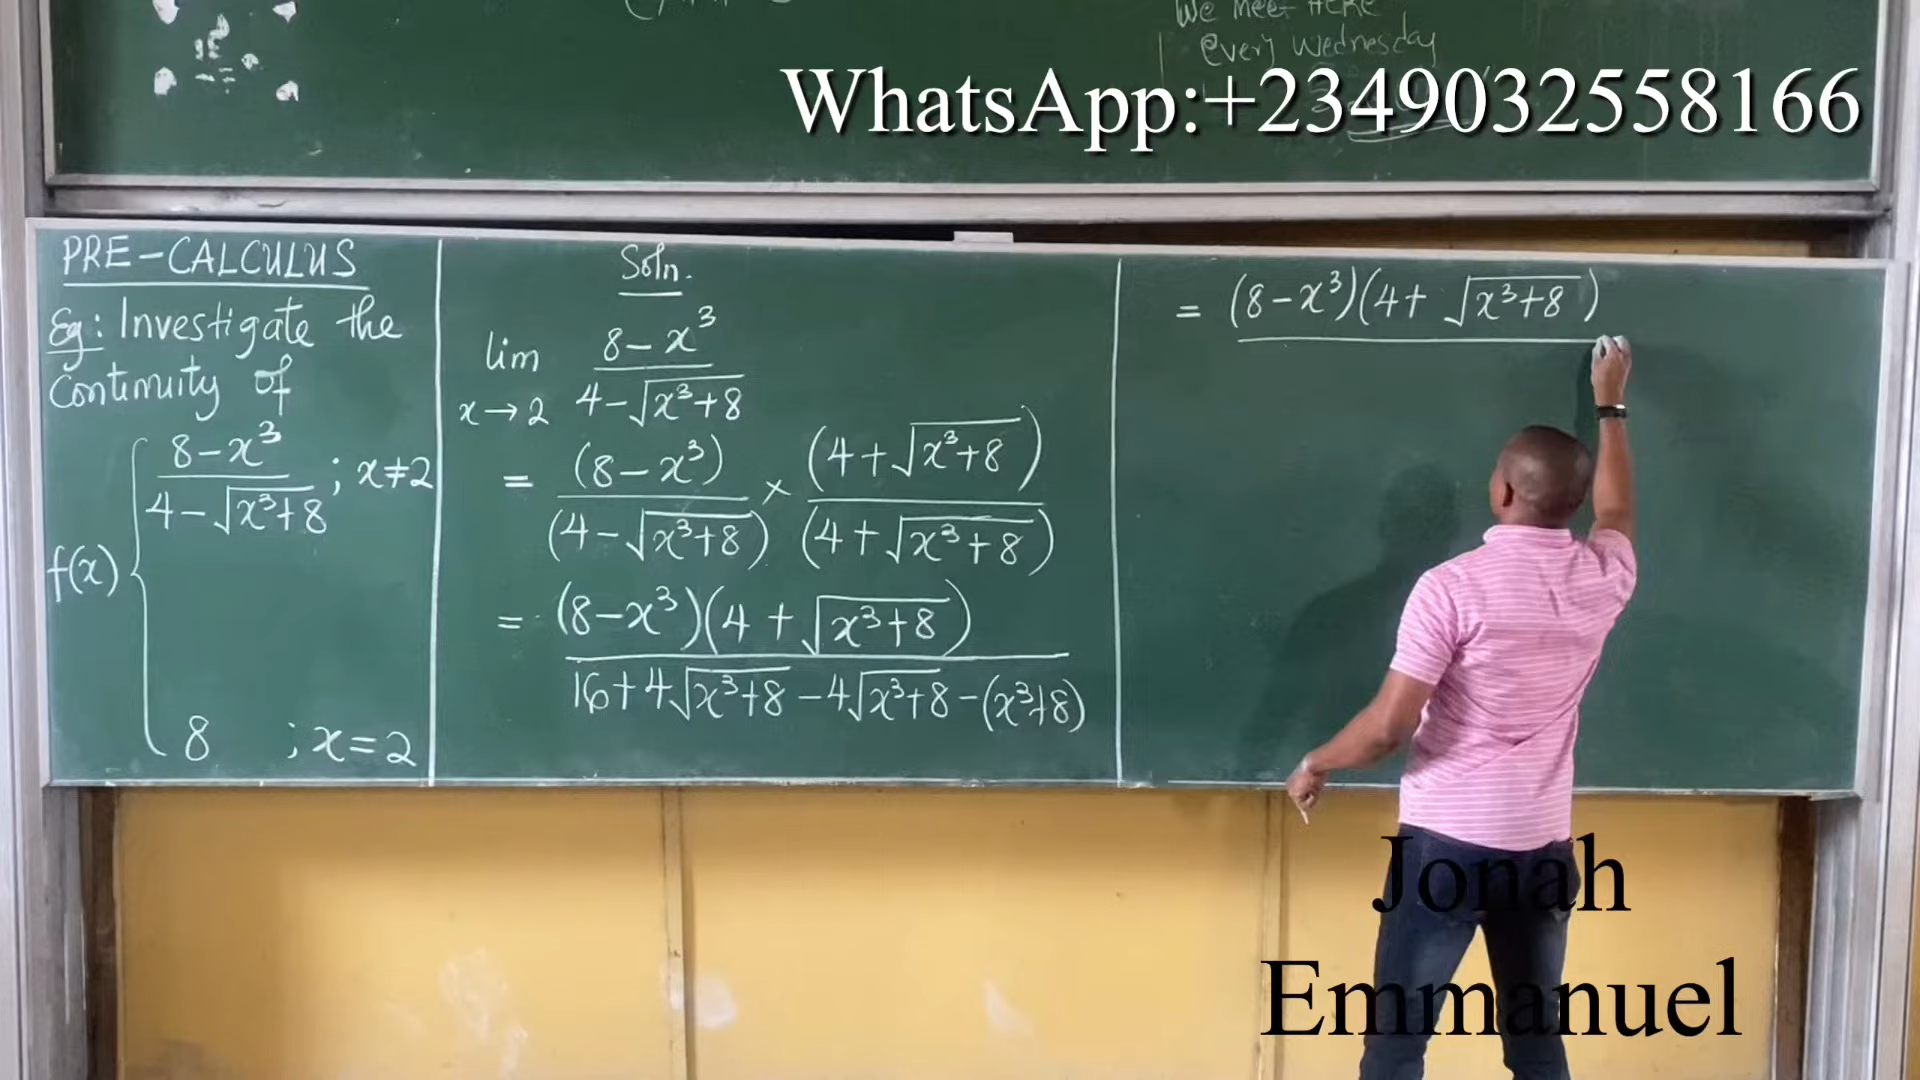 We meet HERE
every Wednesday
WhatsApp:+2349032558166
PRE-CALCULUS
Eg: Investigate the
Continuity of
f(x) { 8-x³ / 4-√x³+8 ; x≠2
8 ; x=2
Soln.
lim x→2 8-x³ / 4-√x³+8
= (8-x³) / (4-√x³+8) × (4+√x³+8) / (4+√x³+8)
= (8-x³)(4+√x³+8) / 16+4√x³+8-4√x³+8-(x³+8)
= (8-x³)(4+√x³+8)
Jonah
Emmanuel